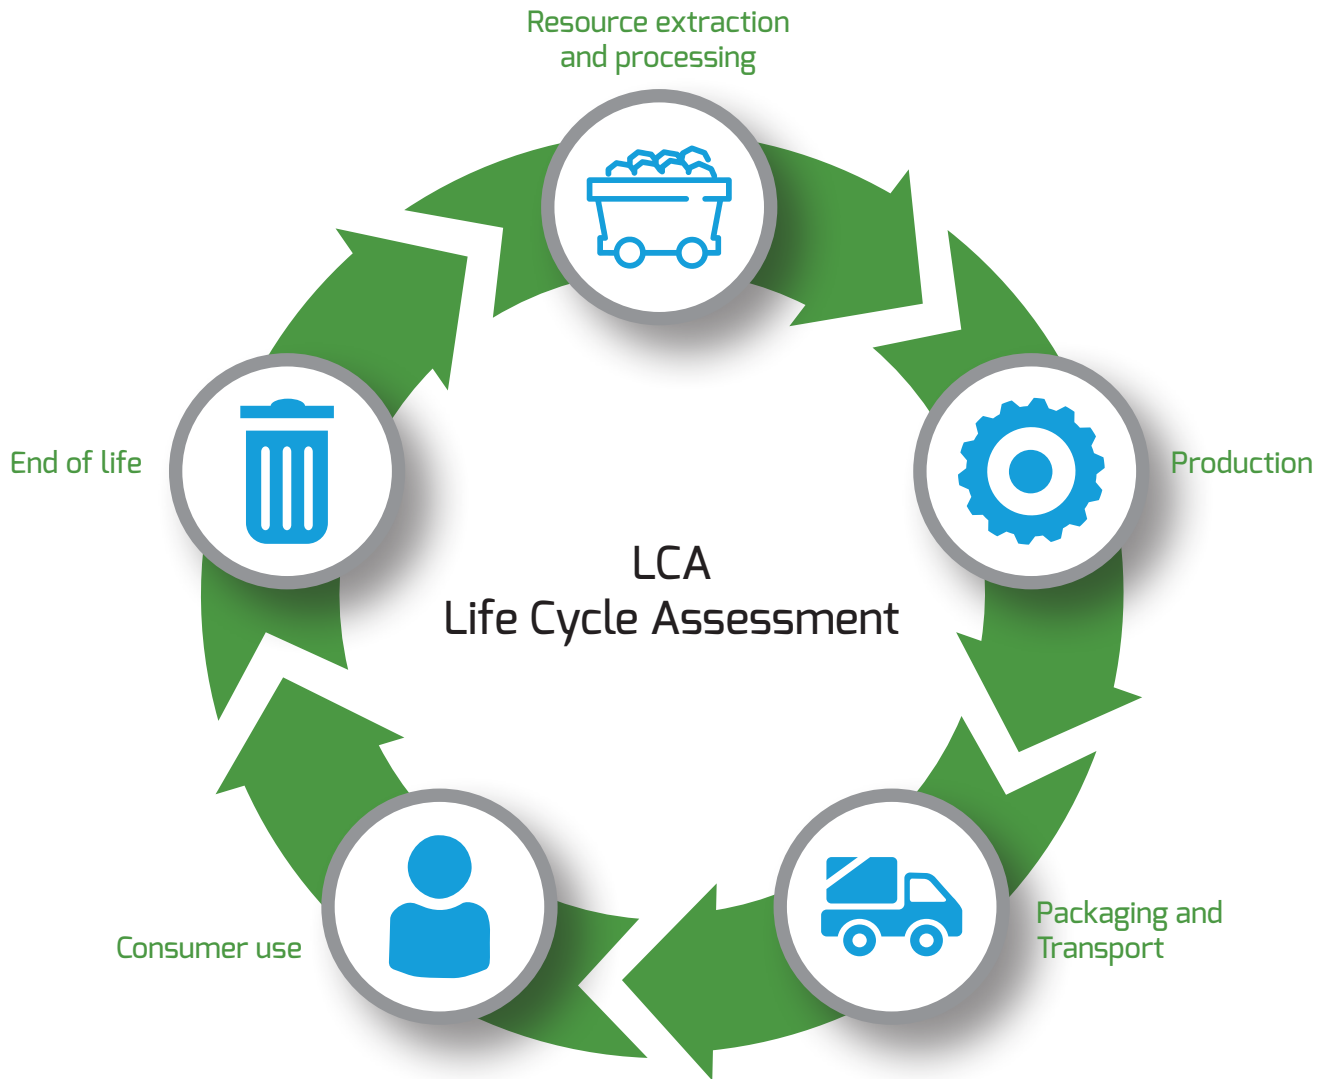 Resource extraction
and processing
Production
Packaging and
Transport
Consumer use
End of life
LCA
Life Cycle Assessment